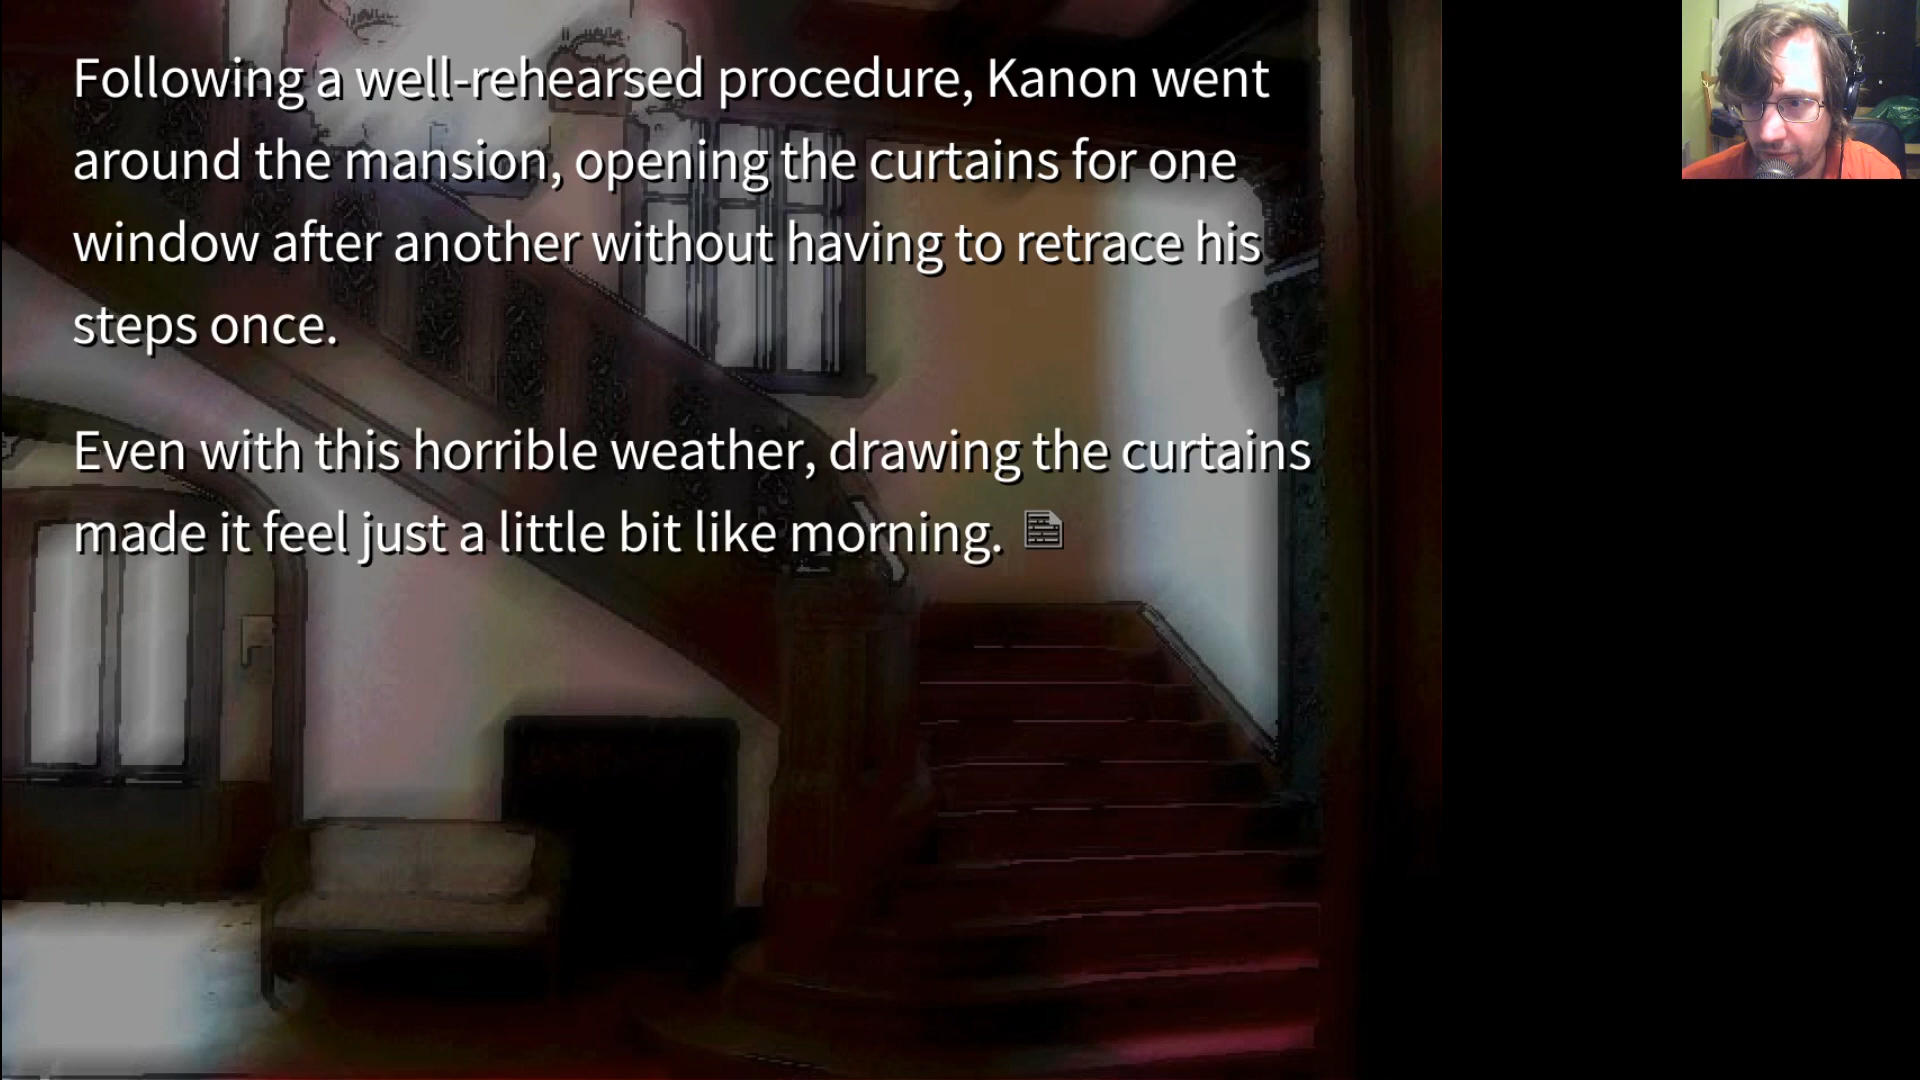 Following a well-rehearsed procedure, Kanon went
around the mansion, opening the curtains for one
window after another without having to retrace his
steps once.
Even with this horrible weather, drawing the curtains
made it feel just a little bit like morning.